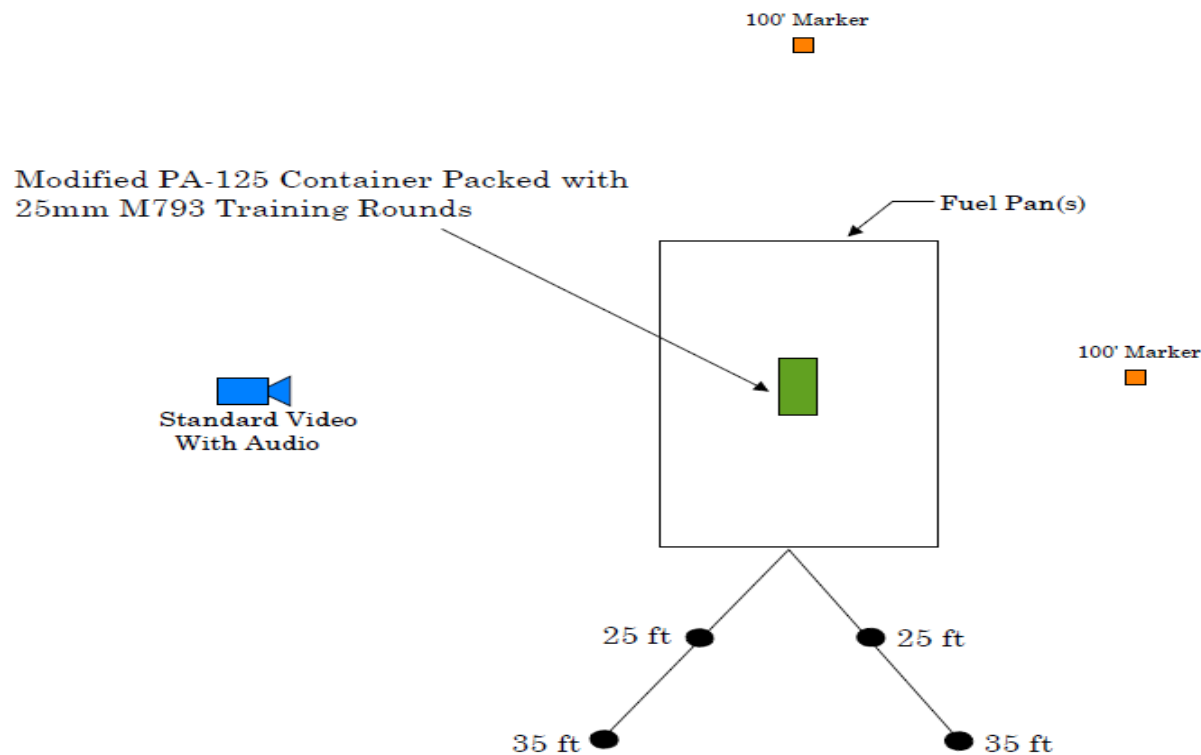 100' Marker
Modified PA-125 Container Packed with
25mm M793 Training Rounds
Fuel Pan(s)
100' Marker
Standard Video
With Audio
25 ft
25 ft
35 ft
35 ft